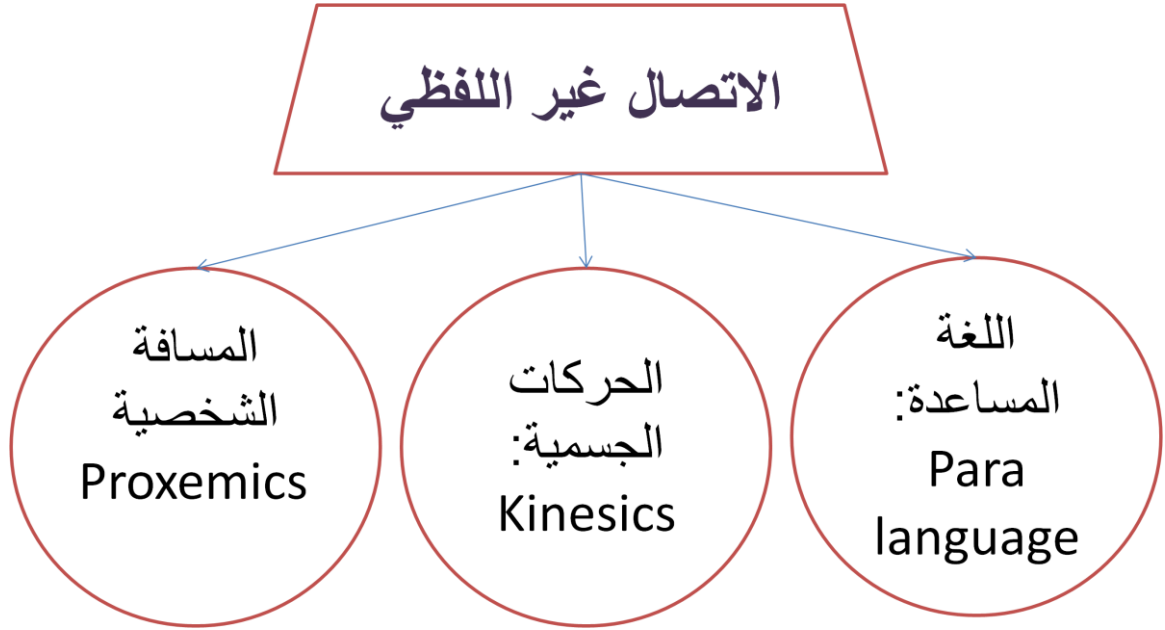 الاتصال غير اللفظي
اللغة
المساعدة:
Para
language
الحركات
الجسمية:
Kinesics
المسافة
الشخصية
Proxemics